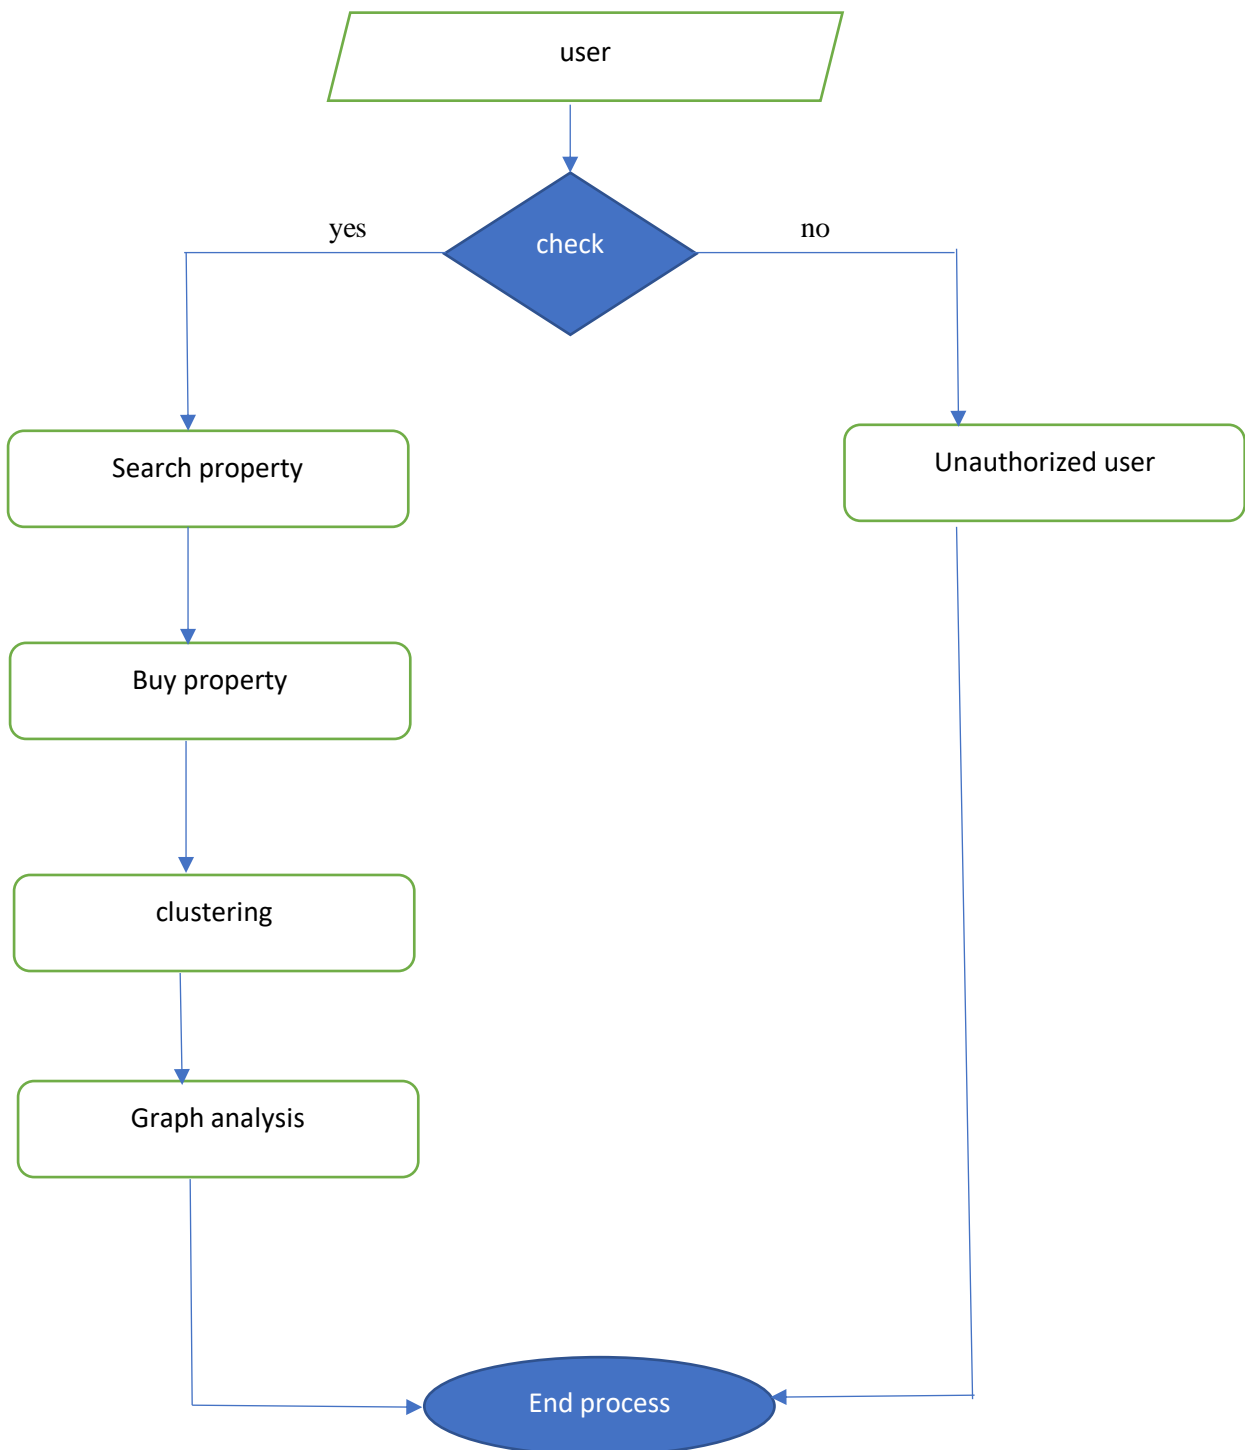 user
yes
check
no
Search property
Unauthorized user
Buy property
clustering
Graph analysis
End process